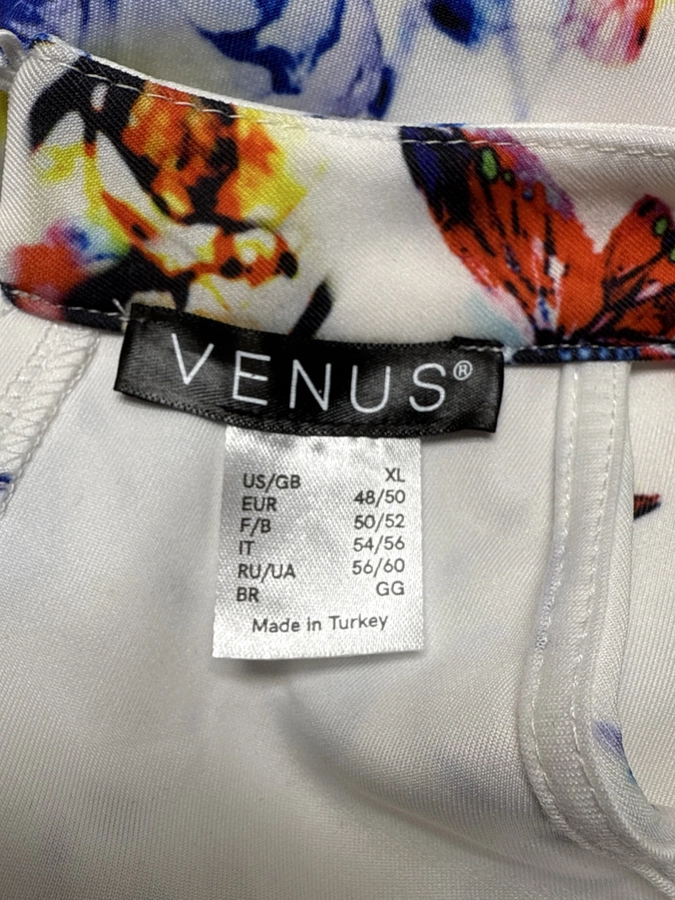 VENUS®
US/GB XL
EUR 48/50
F/B 50/52
IT 54/56
RU/UA 56/60
BR GG
Made in Turkey